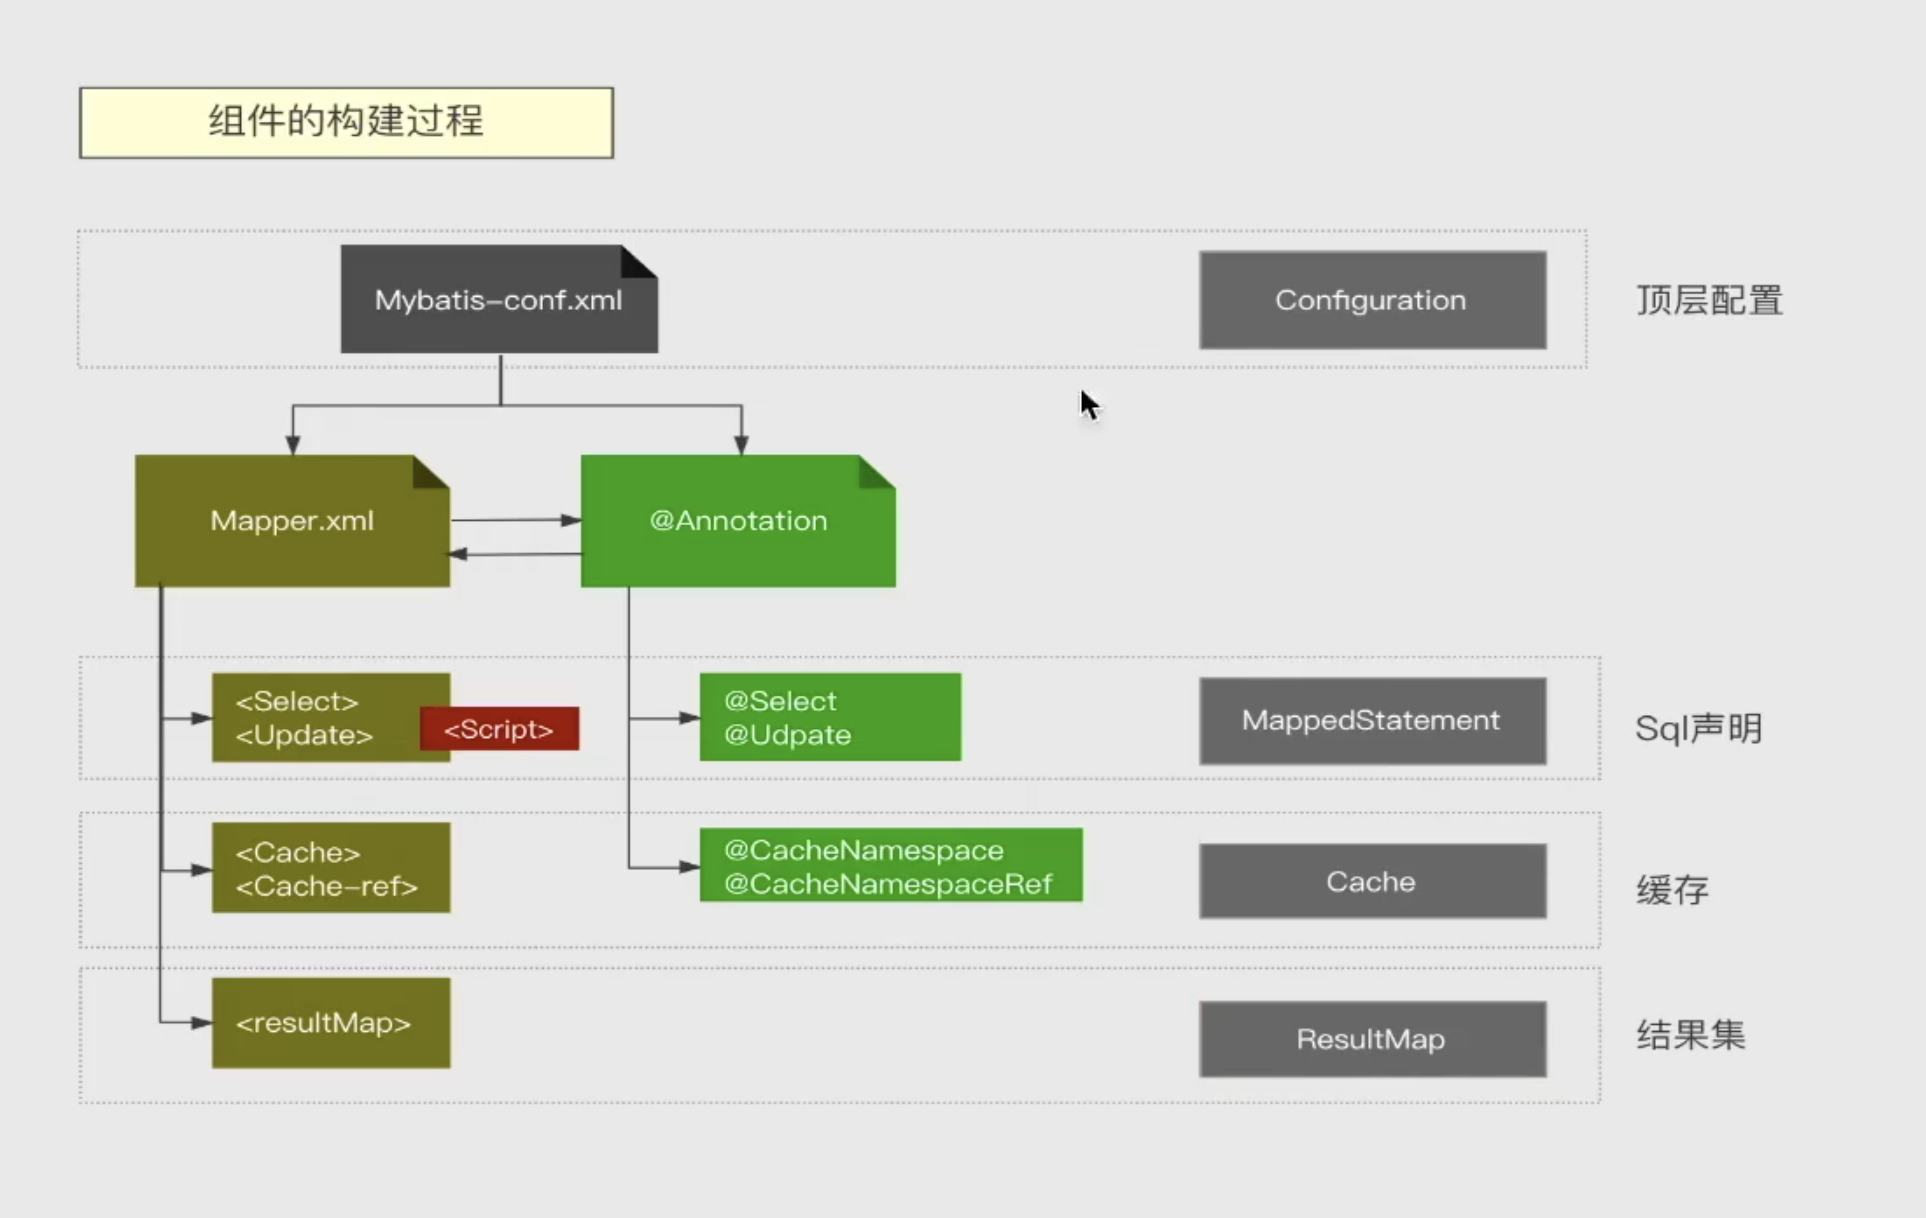 组件的构建过程
Mybatis-conf.xml
Configuration
顶层配置
Mapper.xml
@Annotation
<Select>
<Update>
<Script>
@Select
@Udpate
MappedStatement
Sql声明
<Cache>
<Cache-ref>
@CacheNamespace
@CacheNamespaceRef
Cache
缓存
<resultMap>
ResultMap
结果集